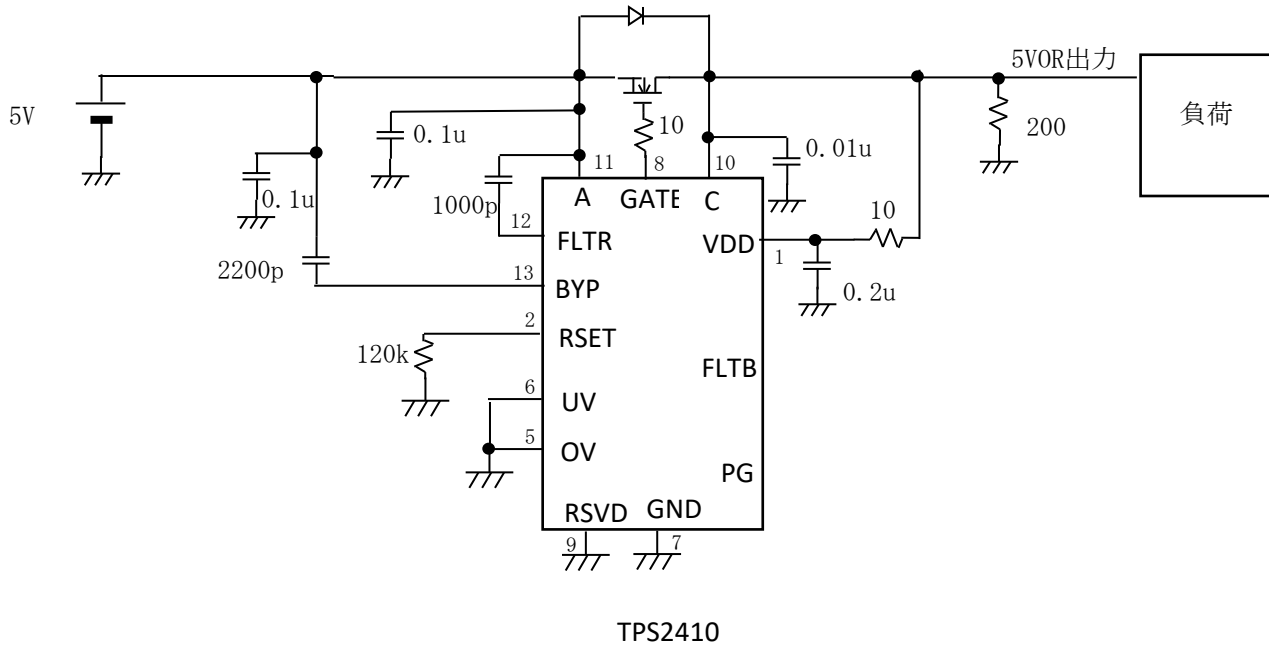 5VOR出力
5V
負荷
200
10
0.1u
0.01u
11
8
10
0.1u
1000p
A
GATE
C
10
12
FLTR
VDD
1
2200p
13
BYP
0.2u
2
RSET
120k
FLTB
6
UV
5
OV
PG
RSVD
GND
9
7
TPS2410